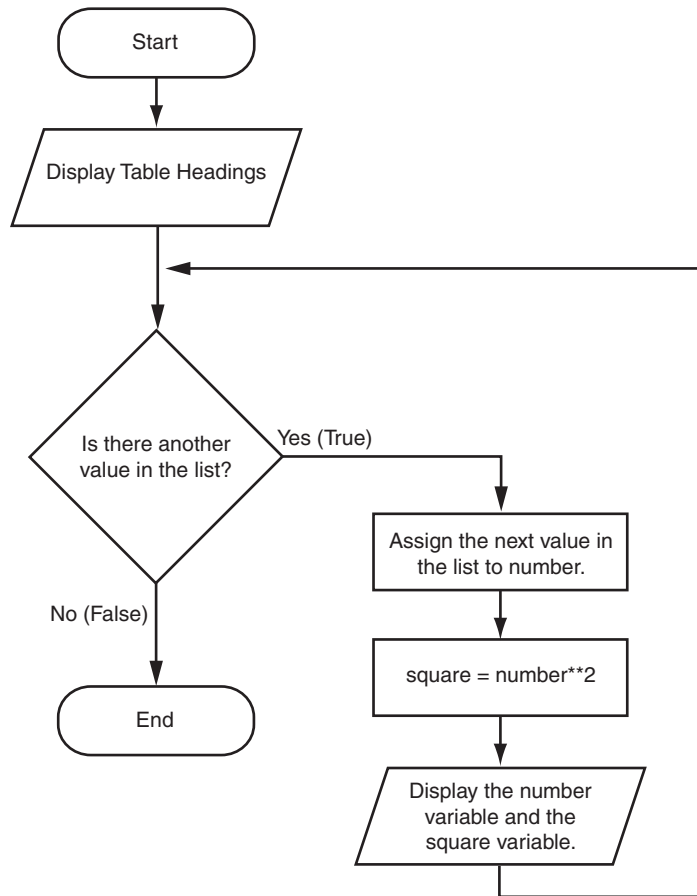 Start
Display Table Headings
Is there another
value in the list?
Yes (True)
Assign the next value in
the list to number.
No (False)
square = number**2
End
Display the number
variable and the
square variable.